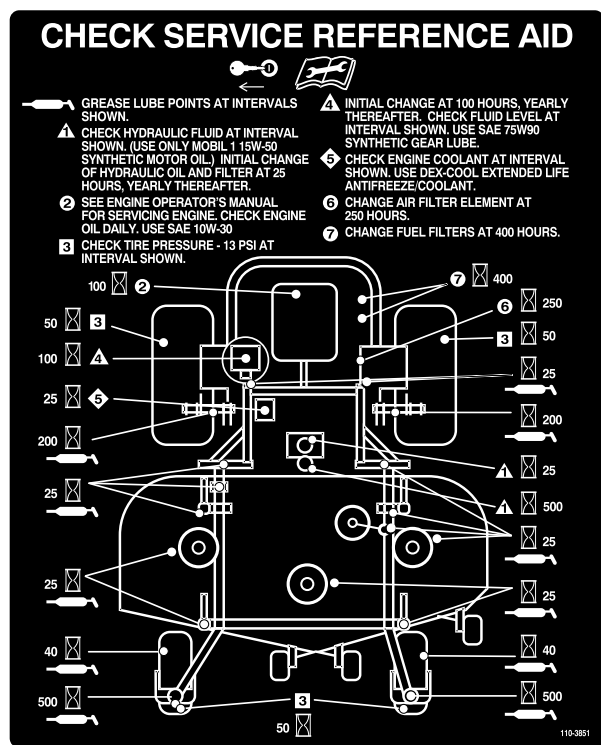 CHECK SERVICE REFERENCE AID
GREASE LUBE POINTS AT INTERVALS
SHOWN.
1 CHECK HYDRAULIC FLUID AT INTERVAL
SHOWN. (USE ONLY MOBIL 1 15W-50
SYNTHETIC MOTOR OIL.) INITIAL CHANGE
OF HYDRAULIC OIL AND FILTER AT 25
HOURS, YEARLY THEREAFTER.
2 SEE ENGINE OPERATOR'S MANUAL
FOR SERVICING ENGINE. CHECK ENGINE
OIL DAILY. USE SAE 10W-30
3 CHECK TIRE PRESSURE - 13 PSI AT
INTERVAL SHOWN.
4 INITIAL CHANGE AT 100 HOURS, YEARLY
THEREAFTER. CHECK FLUID LEVEL AT
INTERVAL SHOWN. USE SAE 75W90
SYNTHETIC GEAR LUBE.
5 CHECK ENGINE COOLANT AT INTERVAL
SHOWN. USE DEX-COOL EXTENDED LIFE
ANTIFREEZE/COOLANT.
6 CHANGE AIR FILTER ELEMENT AT
250 HOURS.
7 CHANGE FUEL FILTERS AT 400 HOURS.
100 2
7 400
6 250
50 3
3 50
100 4
25
25 5
200
200
1 25
25
1 500
25
25
25
40
40
500
500
3
50
110-3851